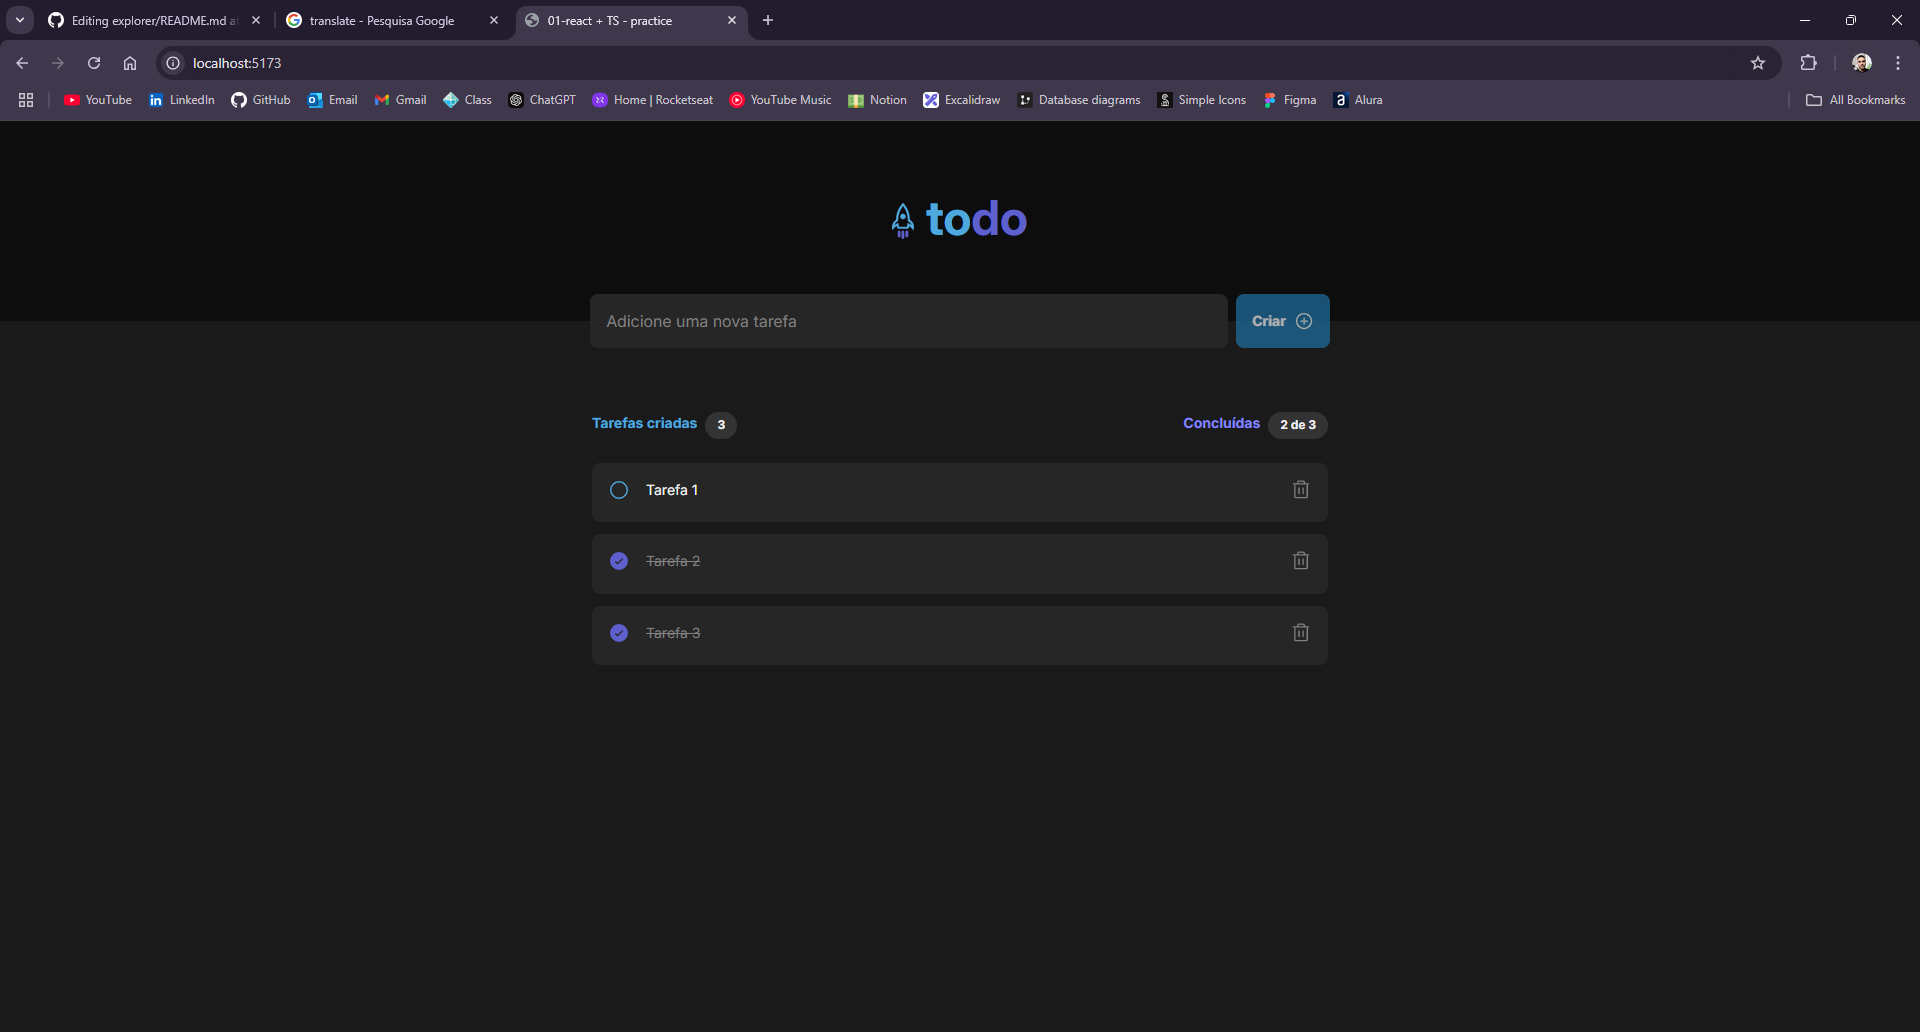 Editing explorer/README.md a
translate - Pesquisa Google
01-react + TS - practice
localhost:5173
YouTube
LinkedIn
GitHub
Email
Gmail
Class
ChatGPT
Home | Rocketseat
YouTube Music
Notion
Excalidraw
Database diagrams
Simple Icons
Figma
Alura
All Bookmarks
todo
Adicione uma nova tarefa
Criar
Tarefas criadas 3
Concluídas 2 de 3
Tarefa 1
Tarefa 2
Tarefa 3